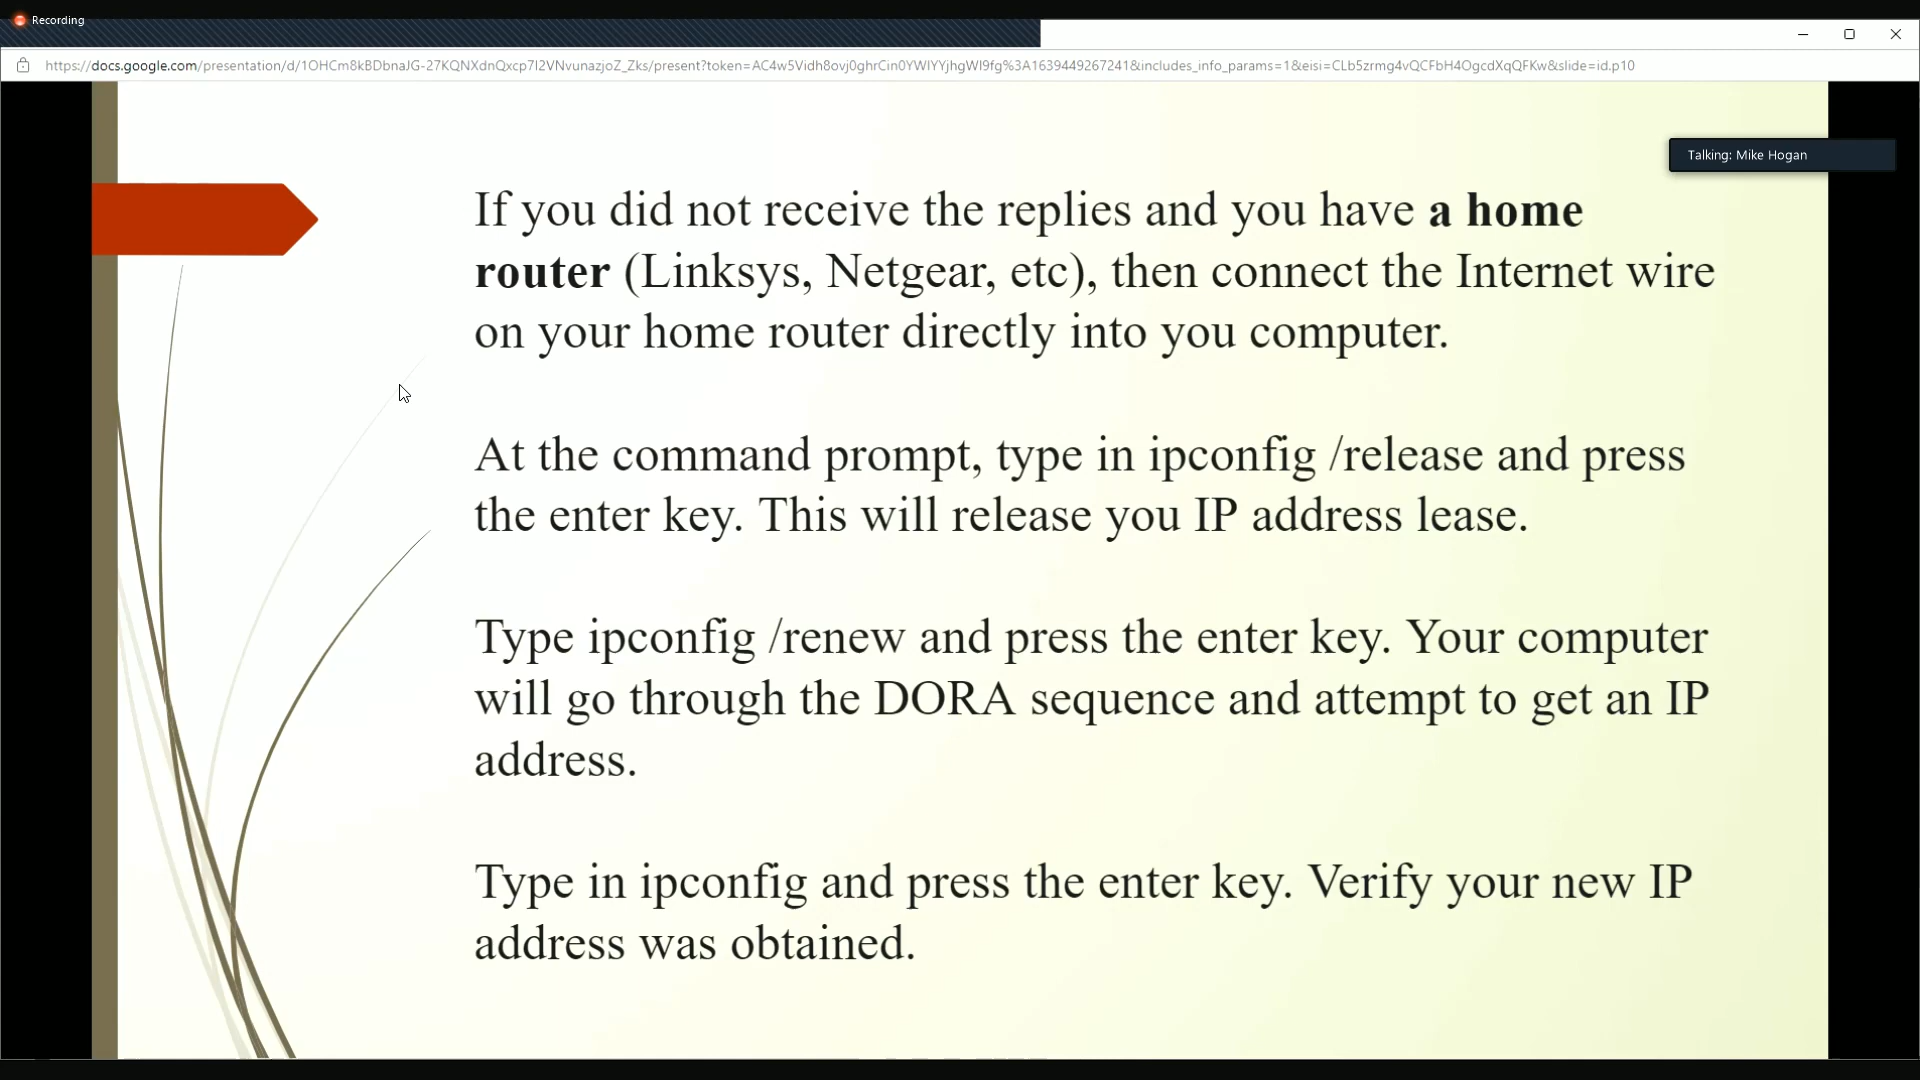 Recording
https://docs.google.com/presentation/d/1OHCm8kBDbnaJG-27KQNXdnQxcp7I2VNvunazjoZ_Zks/present?token=AC4w5Vidh8ovj0ghrCin0YWIYYjhgWl9fg%3A1639449267241&includes_info_params=1&eisi=CLb5zrmg4vQCFbH4OgcdXqQFKw&slide=id.p10
Talking: Mike Hogan
If you did not receive the replies and you have a home
router (Linksys, Netgear, etc), then connect the Internet wire
on your home router directly into you computer.
At the command prompt, type in ipconfig /release and press
the enter key. This will release you IP address lease.
Type ipconfig /renew and press the enter key. Your computer
will go through the DORA sequence and attempt to get an IP
address.
Type in ipconfig and press the enter key. Verify your new IP
address was obtained.